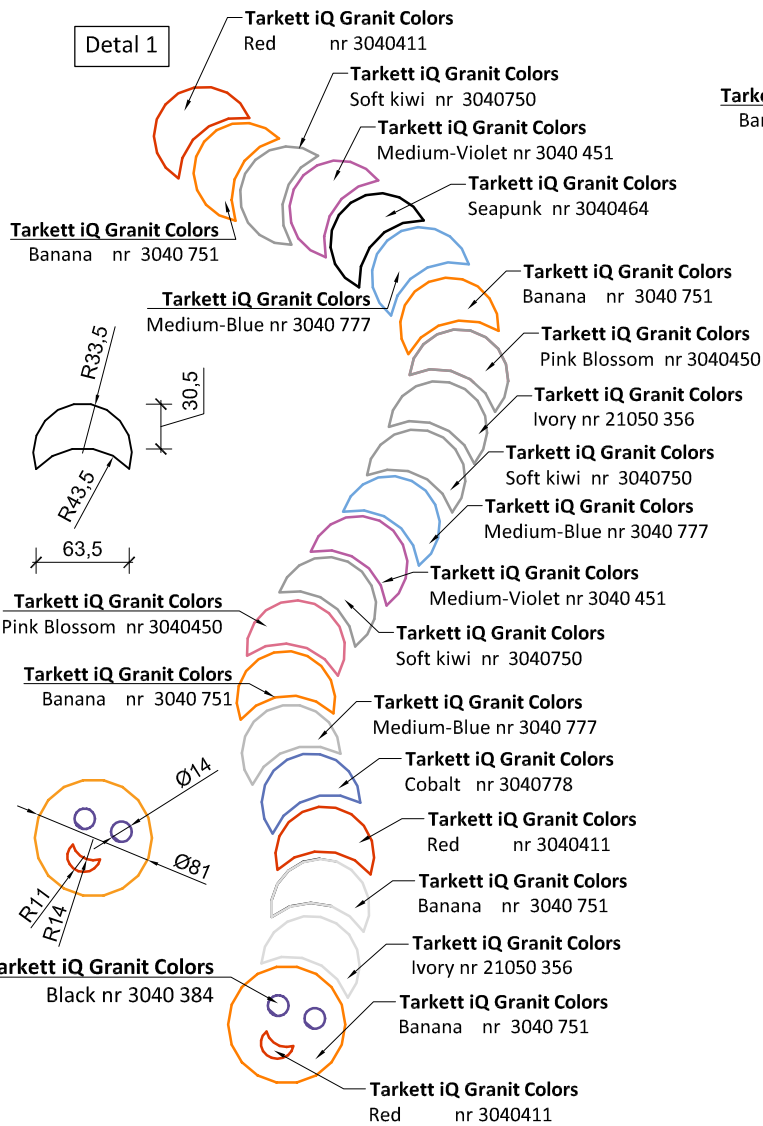 Detal 1
Tarkett iQ Granit Colors
Red nr 3040411
Tarkett iQ Granit Colors
Soft kiwi nr 3040750
Tarke
Bar
Tarkett iQ Granit Colors
Medium-Violet nr 3040 451
Tarkett iQ Granit Colors
Seapunk nr 3040464
Tarkett iQ Granit Colors
Banana nr 3040 751
Tarkett iQ Granit Colors
Banana nr 3040 751
Tarkett iQ Granit Colors
Medium-Blue nr 3040 777
Tarkett iQ Granit Colors
Pink Blossom nr 3040450
R33,5
30,5
R43,5
63,5
Tarkett iQ Granit Colors
Ivory nr 21050 356
Tarkett iQ Granit Colors
Soft kiwi nr 3040750
Tarkett iQ Granit Colors
Medium-Blue nr 3040 777
Tarkett iQ Granit Colors
Medium-Violet nr 3040 451
Tarkett iQ Granit Colors
Pink Blossom nr 3040450
Tarkett iQ Granit Colors
Soft kiwi nr 3040750
Tarkett iQ Granit Colors
Banana nr 3040 751
Tarkett iQ Granit Colors
Medium-Blue nr 3040 777
Tarkett iQ Granit Colors
Cobalt nr 3040778
Ø14
Ø81
R11
R14
Tarkett iQ Granit Colors
Red nr 3040411
Tarkett iQ Granit Colors
Banana nr 3040 751
Tarkett iQ Granit Colors
Ivory nr 21050 356
arkett iQ Granit Colors
Black nr 3040 384
Tarkett iQ Granit Colors
Banana nr 3040 751
Tarkett iQ Granit Colors
Red nr 3040411